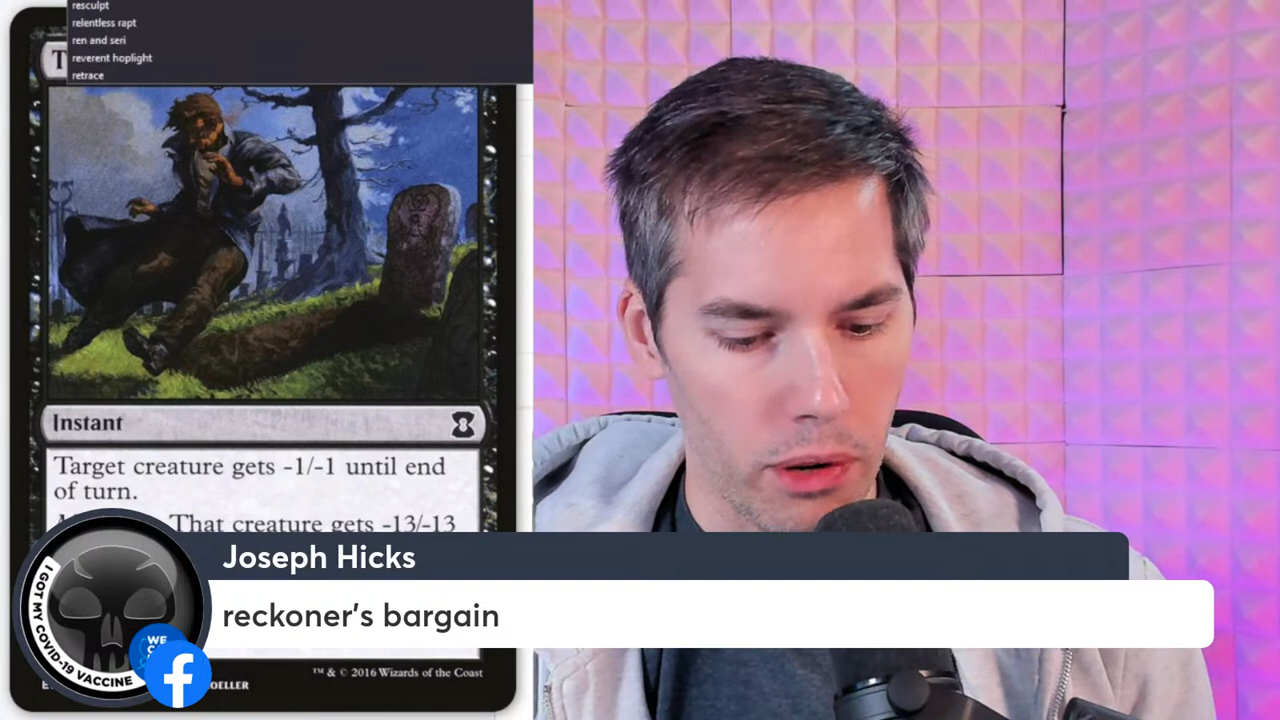 resculpt
relentless rapt
ren and seri
reverent hoplight
retrace
T
Instant
Target creature gets -1/-1 until end
of turn.
That creature gets -13/-13
Joseph Hicks
reckoner's bargain
I GOT MY COVID-19 VACCINE
WE
™ & © 2016 Wizards of the Coast
OELLER